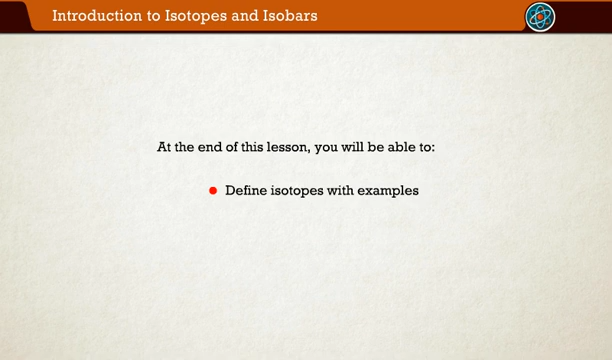 Introduction to Isotopes and Isobars
At the end of this lesson, you will be able to:
Define isotopes with examples